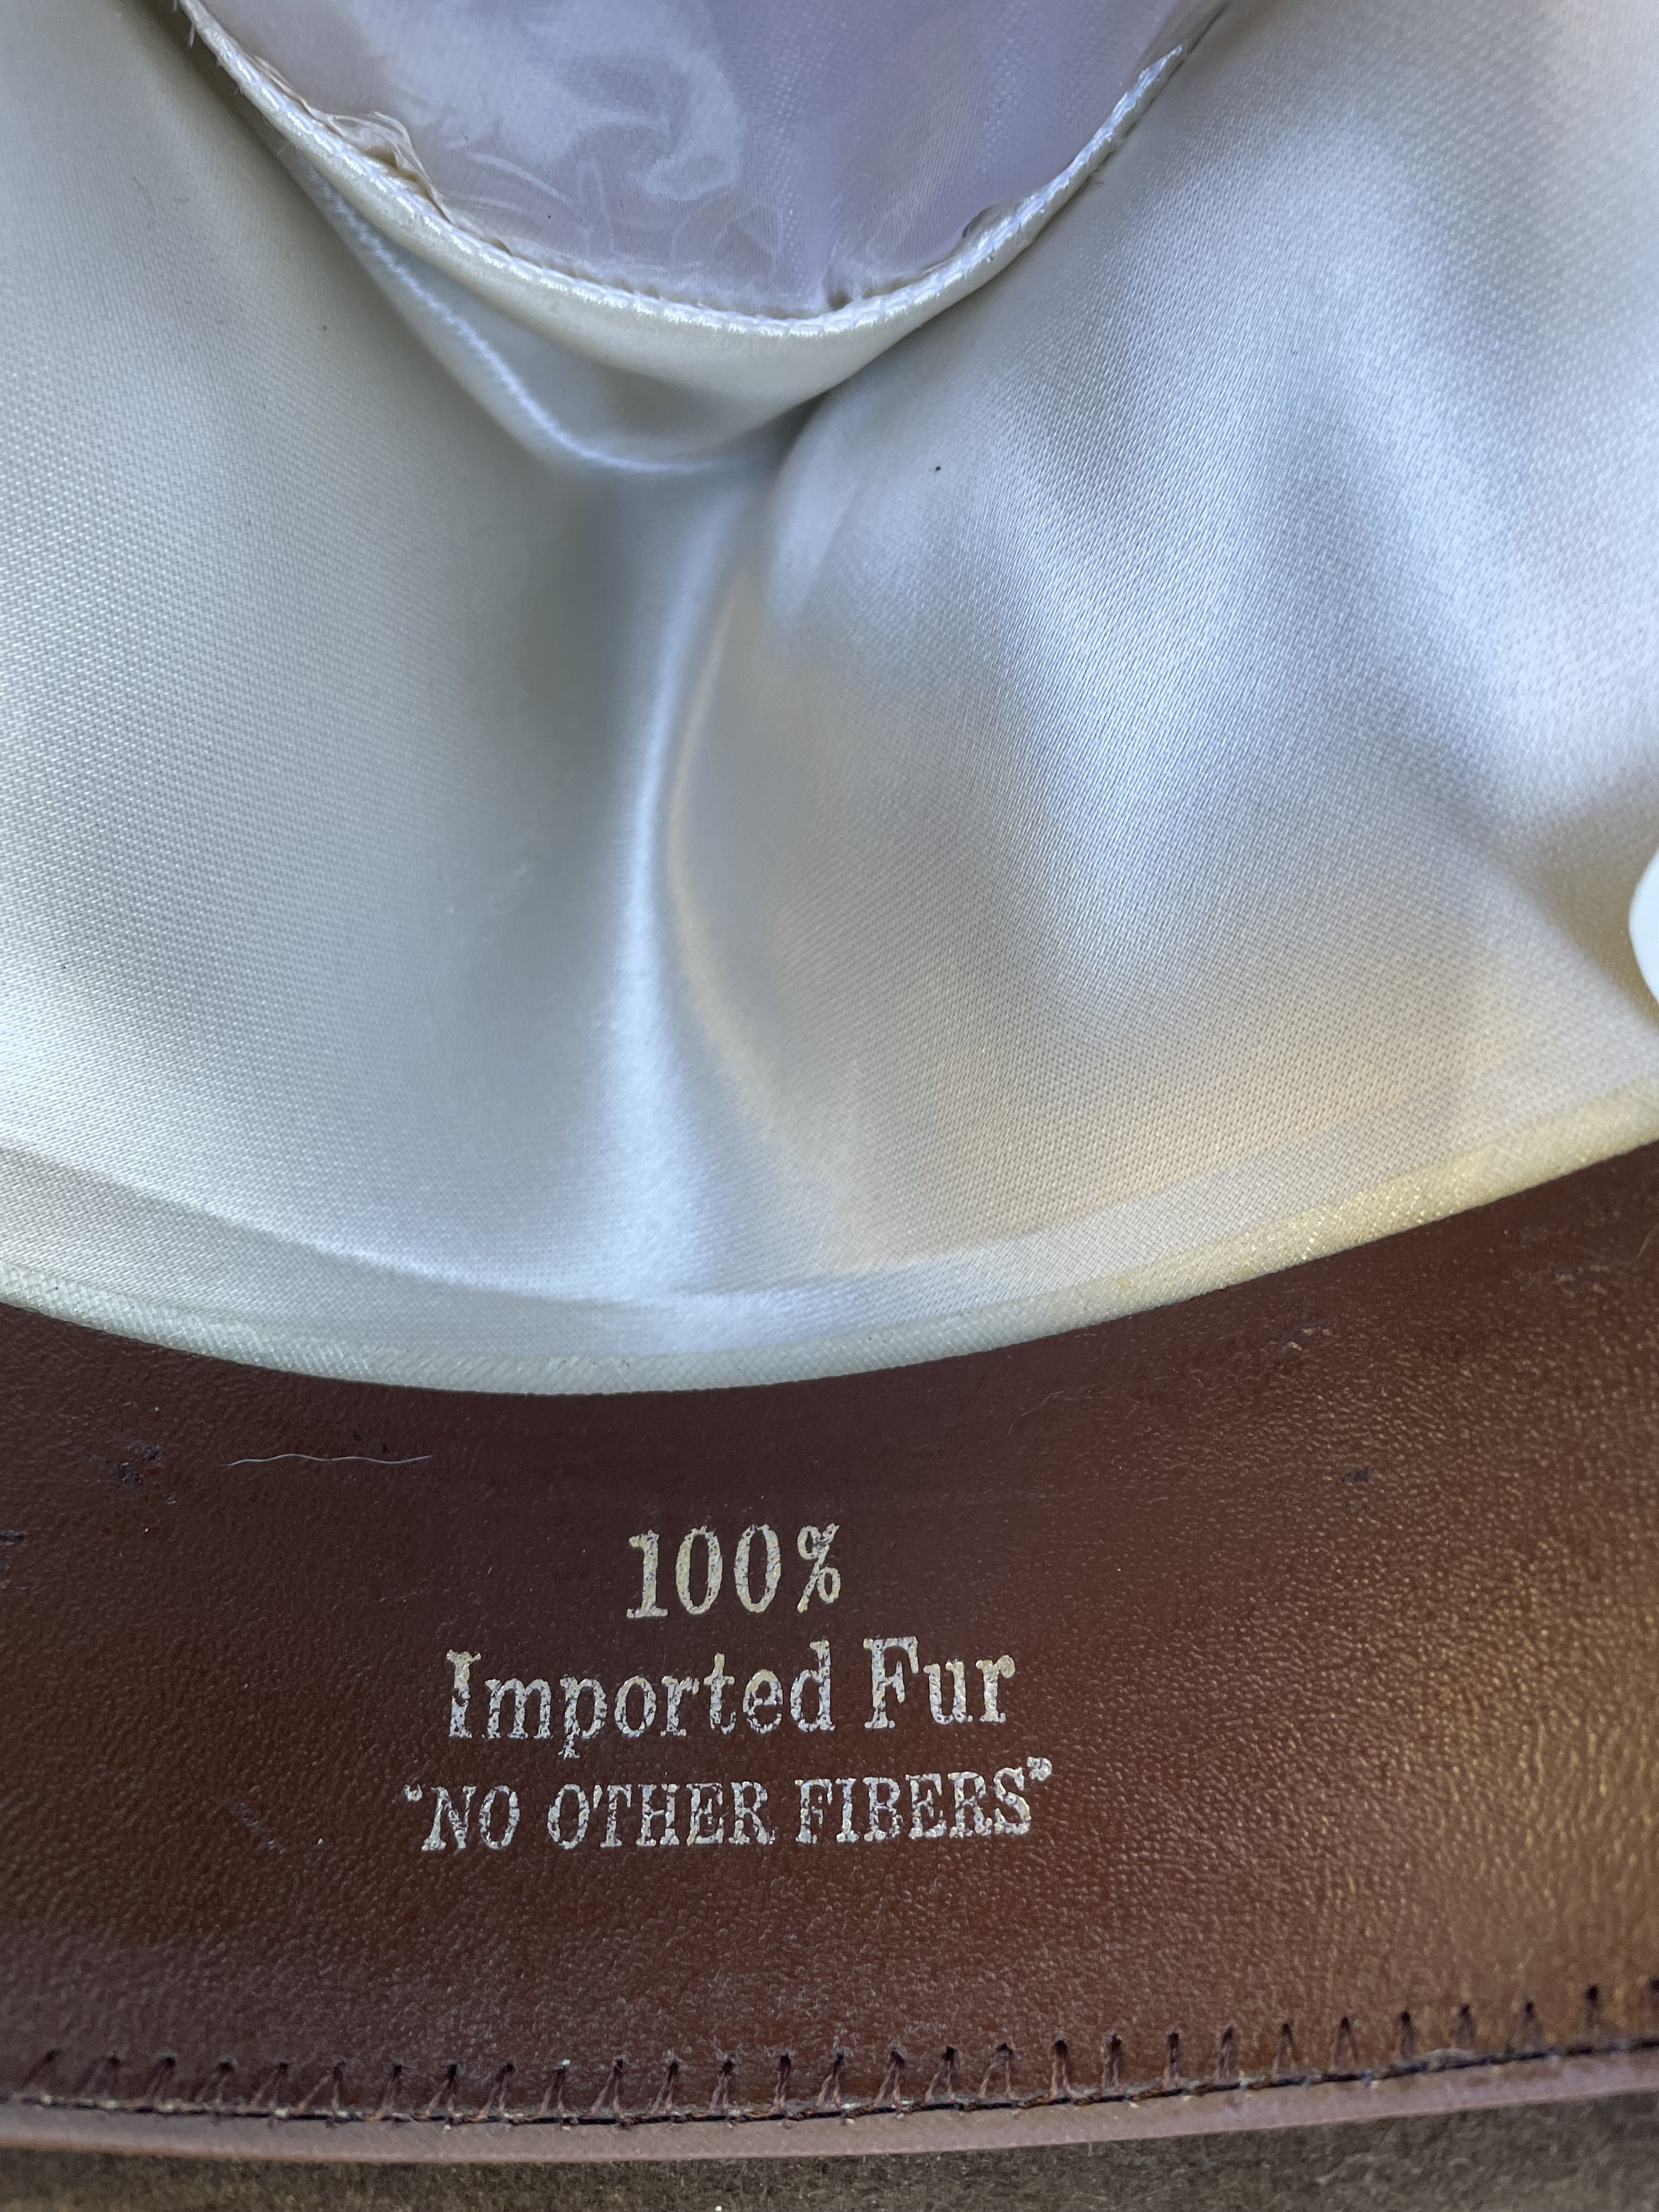 100%
Imported Fur
"NO OTHER FIBERS"